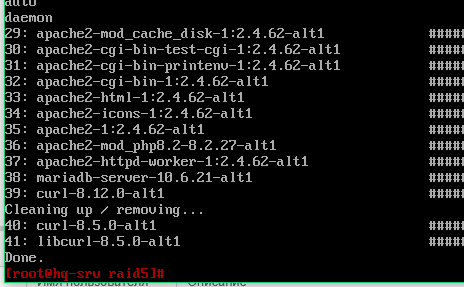 auto
daemon
29: apache2-mod_cache_disk-1:2.4.62-alt1 #####
30: apache2-cgi-bin-test-cgi-1:2.4.62-alt1 #####
31: apache2-cgi-bin-printenv-1:2.4.62-alt1 #####
32: apache2-cgi-bin-1:2.4.62-alt1 #####
33: apache2-html-1:2.4.62-alt1 #####
34: apache2-icons-1:2.4.62-alt1 #####
35: apache2-1:2.4.62-alt1 #####
36: apache2-mod_php8.2-8.2.27-alt1 #####
37: apache2-httpd-worker-1:2.4.62-alt1 #####
38: mariadb-server-10.6.21-alt1 #####
39: curl-8.12.0-alt1 #####
Cleaning up / removing...
40: curl-8.5.0-alt1 #####
41: libcurl-8.5.0-alt1 #####
Done.
[root@hq-srv raid5]#
Имя пользователя Описание